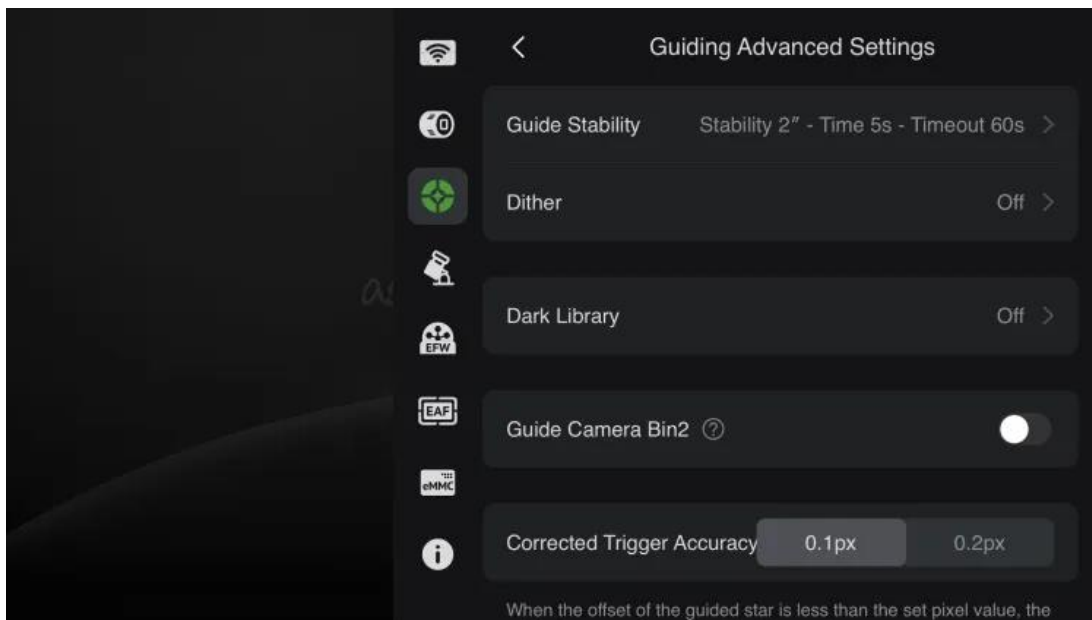 Guiding Advanced Settings
Guide Stability Stability 2″ - Time 5s - Timeout 60s
Dither Off
Dark Library Off
EFW
EAF
Guide Camera Bin2 ?
eMMC
Corrected Trigger Accuracy 0.1px 0.2px
i
When the offset of the guided star is less than the set pixel value, the